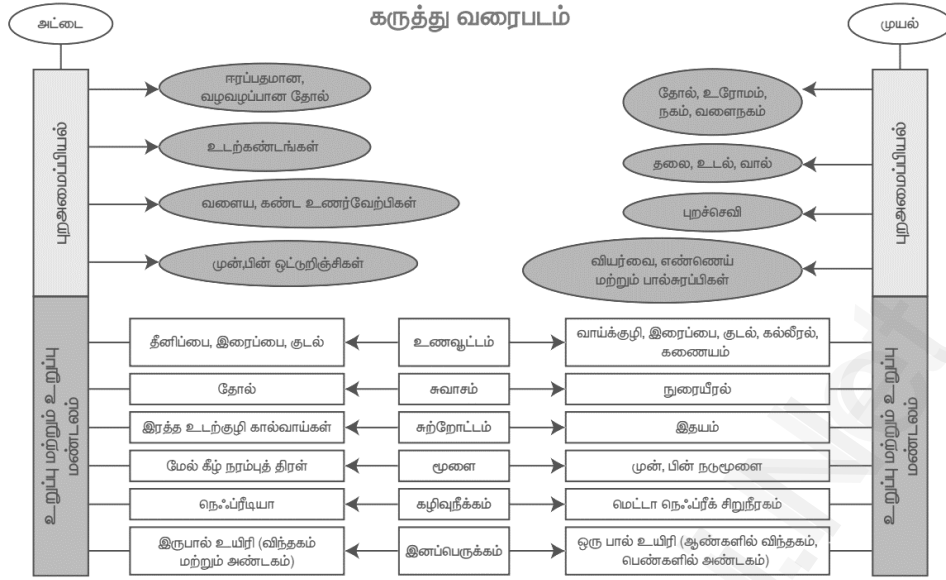 கருத்து வரைபடம்
அட்டை
முயல்
புறஅமைப்பியல்
ஈரப்பதமான,
வழவழப்பான தோல்
உடற்கண்டங்கள்
வளைய, கண்ட உணர்வேற்பிகள்
முன்,பின் ஒட்டுறிஞ்சிகள்
தோல், உரோமம்,
நகம், வளைநகம்
தலை, உடல், வால்
புறச்செவி
வியர்வை, எண்ணெய்
மற்றும் பால்சுரப்பிகள்
புறஅமைப்பியல்
உறுப்பு மற்றும் உறுப்பு
மண்டலம்
தீனிப்பை, இரைப்பை, குடல்
உணவூட்டம்
வாய்க்குழி, இரைப்பை, குடல், கல்லீரல்,
கணையம்
தோல்
சுவாசம்
நுரையீரல்
இரத்த உடற்குழி கால்வாய்கள்
சுற்றோட்டம்
இதயம்
மேல் கீழ் நரம்புத் திரள்
மூளை
முன், பின் நடுமூளை
நெஃப்ரீடியா
கழிவுநீக்கம்
மெட்டா நெஃப்ரீக் சிறுநீரகம்
இருபால் உயிரி (விந்தகம்
மற்றும் அண்டகம்)
இனப்பெருக்கம்
ஒரு பால் உயிரி (ஆண்களில் விந்தகம்,
பெண்களில் அண்டகம்)
உறுப்பு மற்றும் உறுப்பு
மண்டலம்
.Net